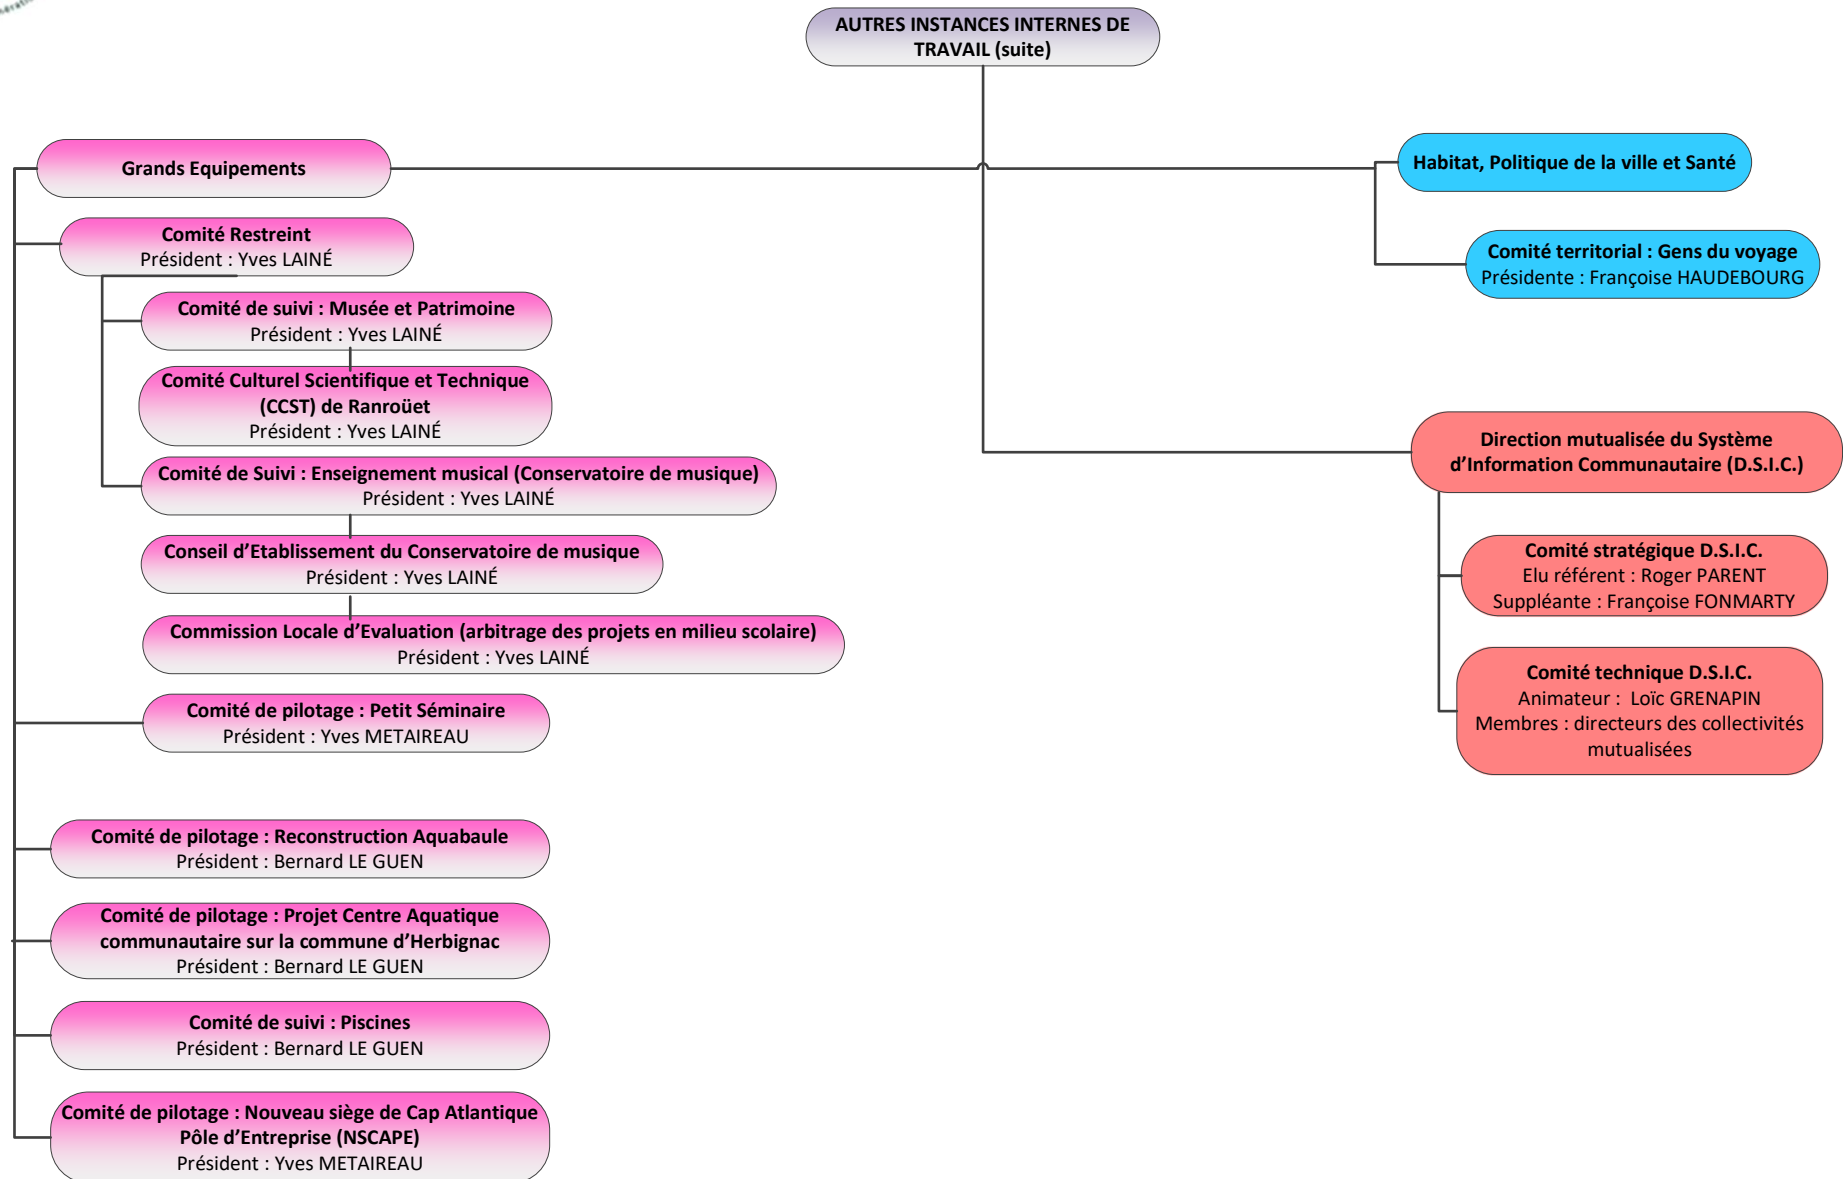 AUTRES INSTANCES INTERNES DE
TRAVAIL (suite)
Grands Equipements
Comité Restreint
Président : Yves LAINÉ
Comité de suivi : Musée et Patrimoine
Président : Yves LAINÉ
Comité Culturel Scientifique et Technique
(CCST) de Ranroüet
Président : Yves LAINÉ
Comité de Suivi : Enseignement musical (Conservatoire de musique)
Président : Yves LAINÉ
Conseil d’Etablissement du Conservatoire de musique
Président : Yves LAINÉ
Commission Locale d’Evaluation (arbitrage des projets en milieu scolaire)
Président : Yves LAINÉ
Comité de pilotage : Petit Séminaire
Président : Yves METAIREAU
Comité de pilotage : Reconstruction Aquabaule
Président : Bernard LE GUEN
Comité de pilotage : Projet Centre Aquatique
communautaire sur la commune d’Herbignac
Président : Bernard LE GUEN
Comité de suivi : Piscines
Président : Bernard LE GUEN
Comité de pilotage : Nouveau siège de Cap Atlantique
Pôle d’Entreprise (NSCAPE)
Président : Yves METAIREAU
Habitat, Politique de la ville et Santé
Comité territorial : Gens du voyage
Présidente : Françoise HAUDEBOURG
Direction mutualisée du Système
d’Information Communautaire (D.S.I.C.)
Comité stratégique D.S.I.C.
Elu référent : Roger PARENT
Suppléante : Françoise FONMARTY
Comité technique D.S.I.C.
Animateur : Loïc GRENAPIN
Membres : directeurs des collectivités
mutualisées